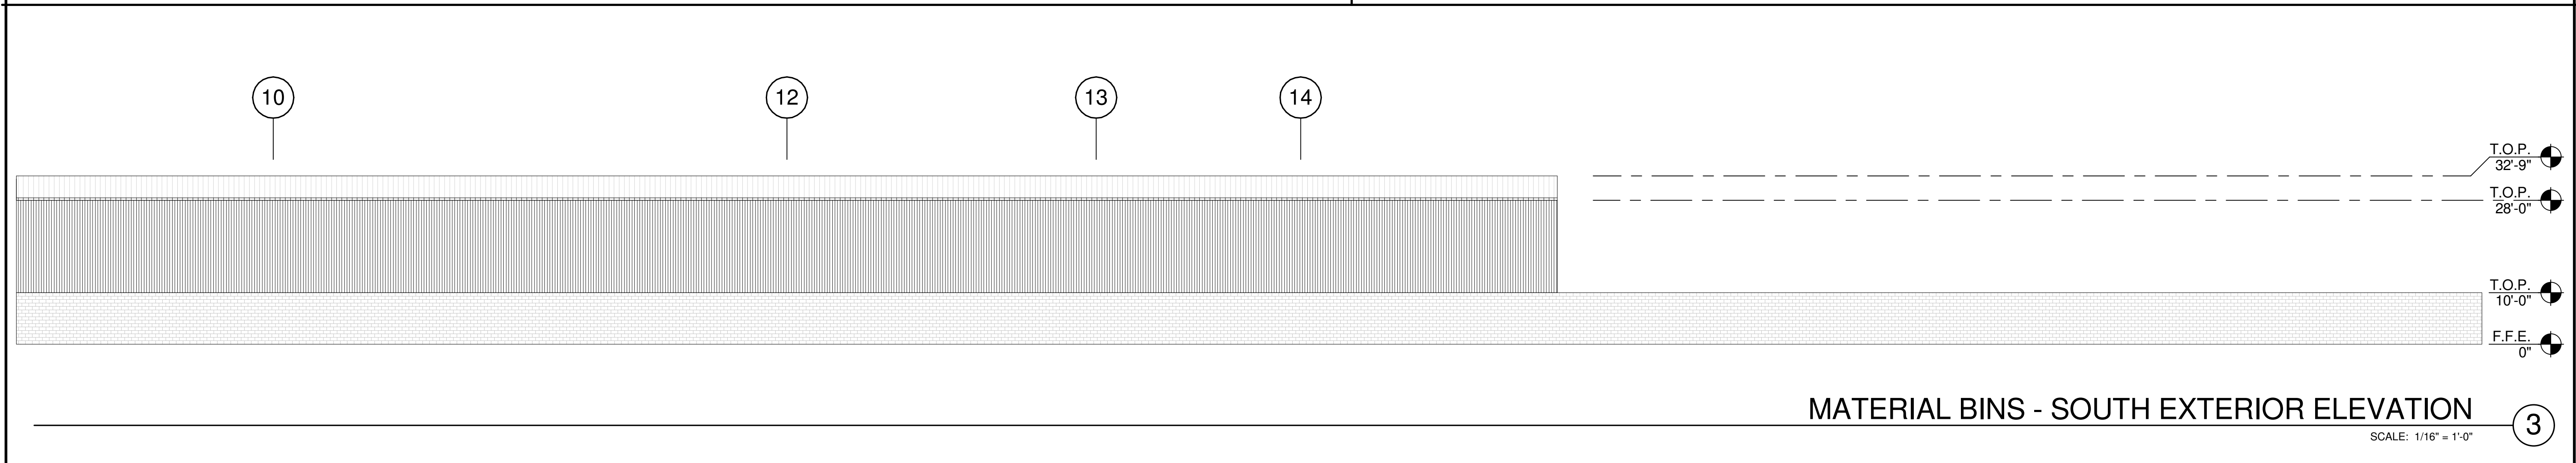 10 12 13 14
T.O.P.
32'-9"
T.O.P.
28'-0"
T.O.P.
10'-0"
F.F.E.
0"
MATERIAL BINS - SOUTH EXTERIOR ELEVATION
3
SCALE: 1/16" = 1'-0"